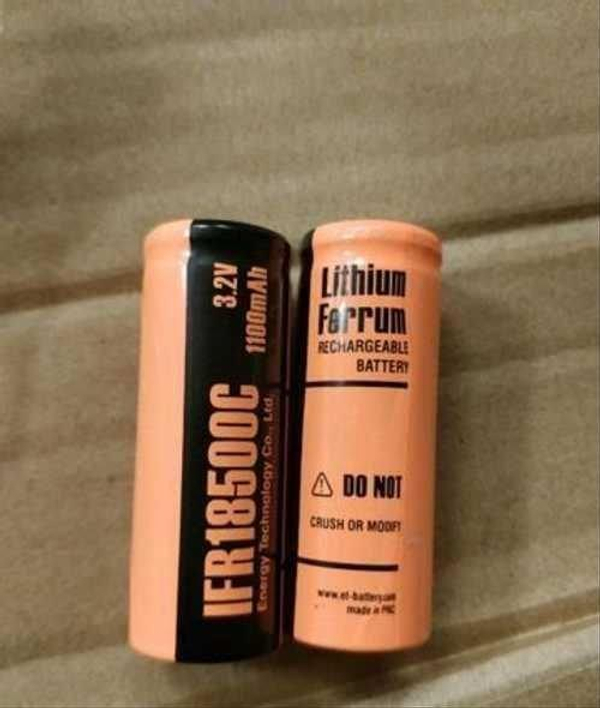 IFR18500C
3.2V
1100mAh
Energy Technology Co., Ltd.
Lithium
Ferrum
RECHARGEABLE
BATTERY
DO NOT
CRUSH OR MODIFY
www.et-battery.com
made in PRC